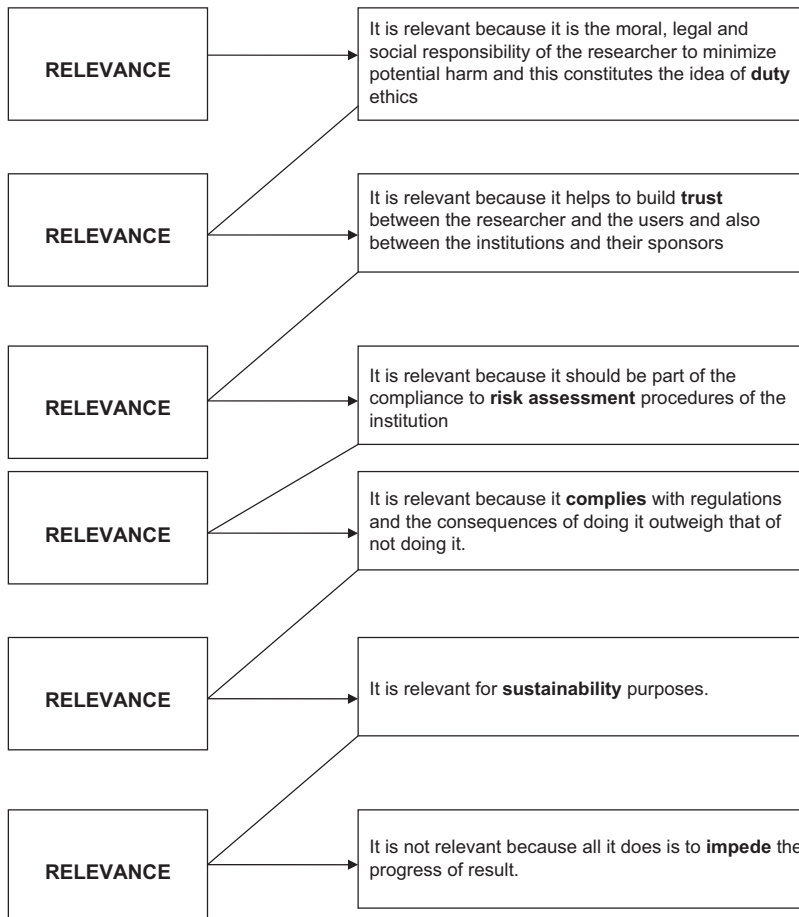 RELEVANCE
It is relevant because it is the moral, legal and
social responsibility of the researcher to minimize
potential harm and this constitutes the idea of duty
ethics
RELEVANCE
It is relevant because it helps to build trust
between the researcher and the users and also
between the institutions and their sponsors
RELEVANCE
It is relevant because it should be part of the
compliance to risk assessment procedures of the
institution
RELEVANCE
It is relevant because it complies with regulations
and the consequences of doing it outweigh that of
not doing it.
RELEVANCE
It is relevant for sustainability purposes.
RELEVANCE
It is not relevant because all it does is to impede the
progress of result.